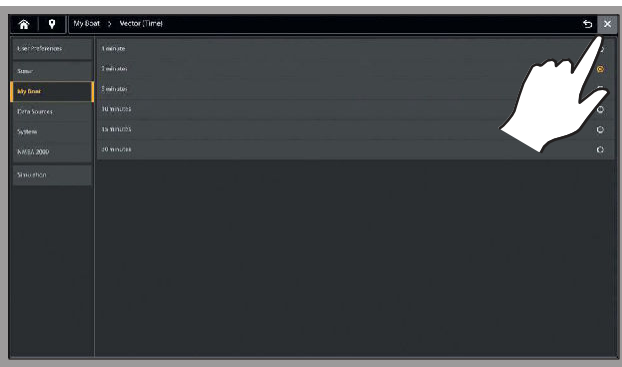 My Boat > Vector (Time)
User Preferences
Sonar
My Boat
Data Sources
System
NMEA 2000
Simulation
1 minute
2 minutes
5 minutes
10 minutes
15 minutes
30 minutes